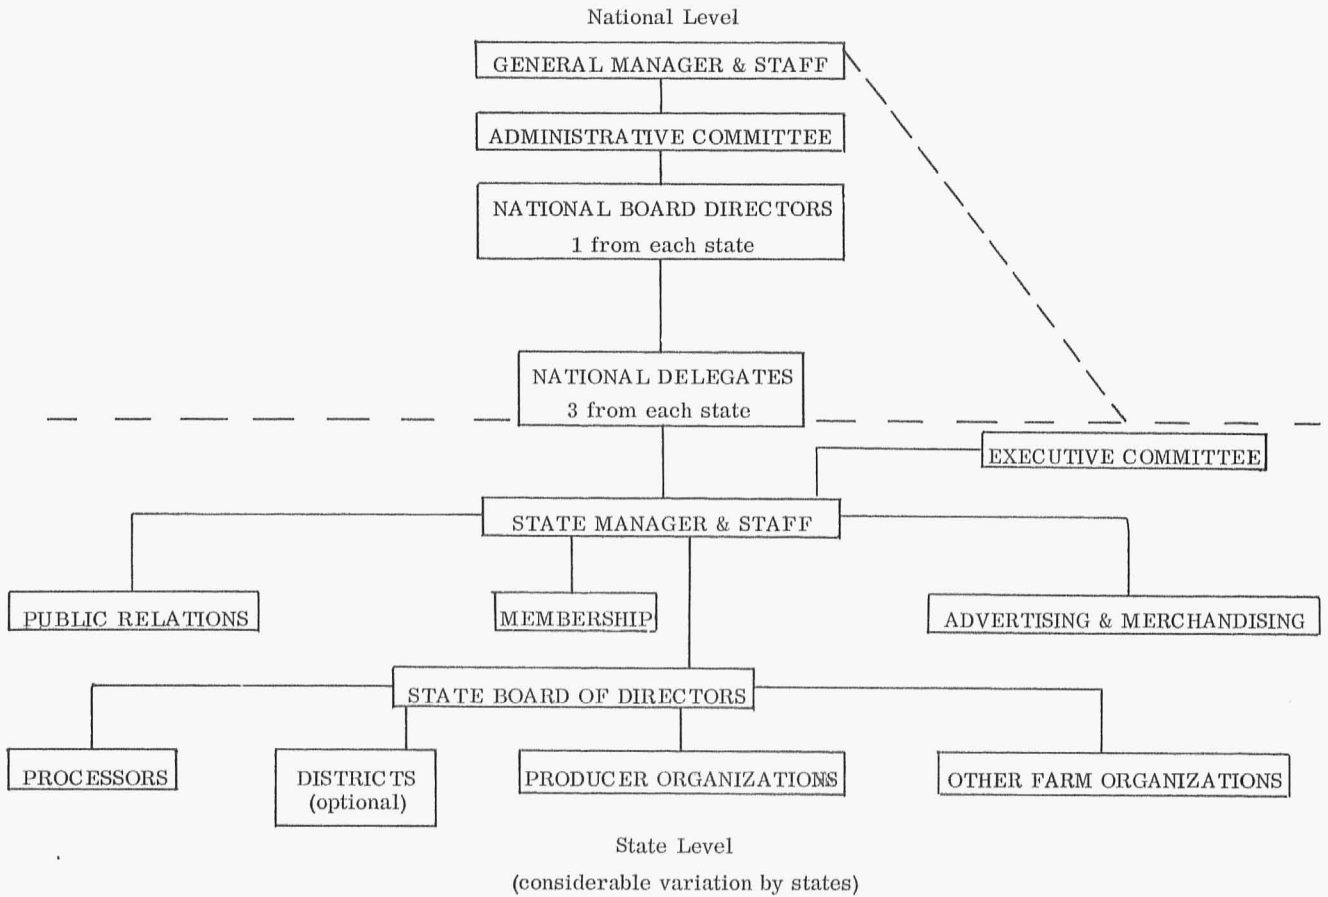 National Level
GENERAL MANAGER & STAFF
ADMINISTRATIVE COMMITTEE
NATIONAL BOARD DIRECTORS
1 from each state
NATIONAL DELEGATES
3 from each state
EXECUTIVE COMMITTEE
STATE MANAGER & STAFF
PUBLIC RELATIONS
MEMBERSHIP
ADVERTISING & MERCHANDISING
STATE BOARD OF DIRECTORS
PROCESSORS
DISTRICTS
(optional)
PRODUCER ORGANIZATIONS
OTHER FARM ORGANIZATIONS
State Level
(considerable variation by states)